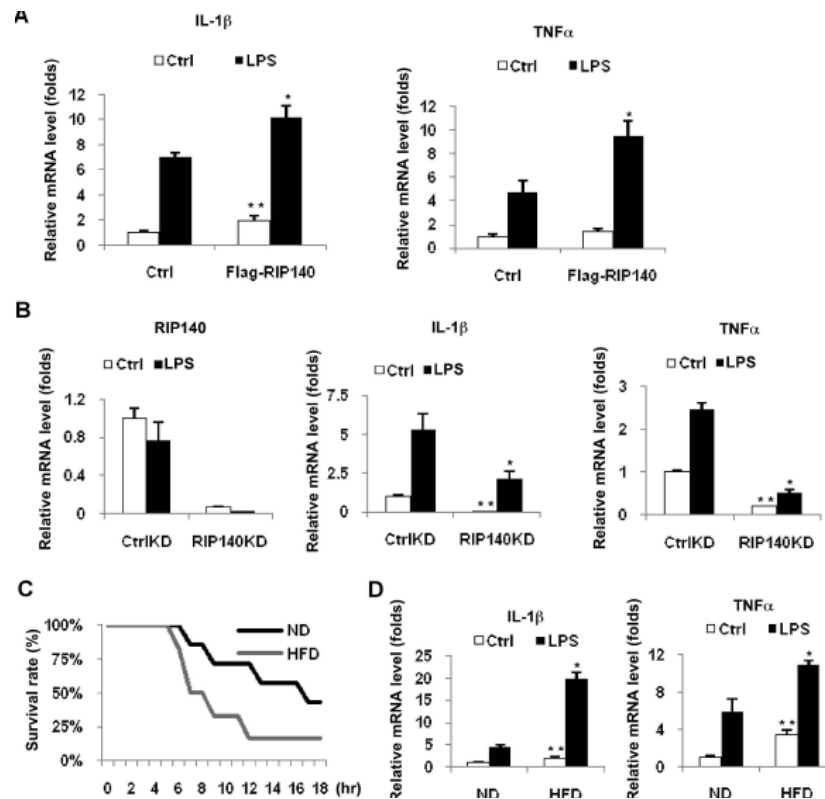 A
IL-1β
TNFα
Ctrl LPS
Ctrl LPS
Relative mRNA level (folds)
12
10
8
6
4
2
0
*
**
Ctrl Flag-RIP140
Relative mRNA level (folds)
12
10
8
6
4
2
0
*
Ctrl Flag-RIP140
B
RIP140
IL-1β
TNFα
Ctrl LPS
Ctrl LPS
Ctrl LPS
Relative mRNA level (folds)
1.2
0.8
0.4
0
CtrlKD RIP140KD
Relative mRNA level (folds)
7.5
5
2.5
0
*
**
CtrlKD RIP140KD
Relative mRNA level (folds)
3
2
1
0
*
**
CtrlKD RIP140KD
C
Survival rate (%)
100%
75%
50%
25%
0%
ND
HFD
0 2 4 6 8 10 12 14 16 18 (hr)
D
IL-1β
TNFα
Ctrl LPS
Ctrl LPS
Relative mRNA level (folds)
25
20
15
10
5
0
*
**
ND HFD
Relative mRNA level (folds)
12
8
4
0
*
**
ND HFD